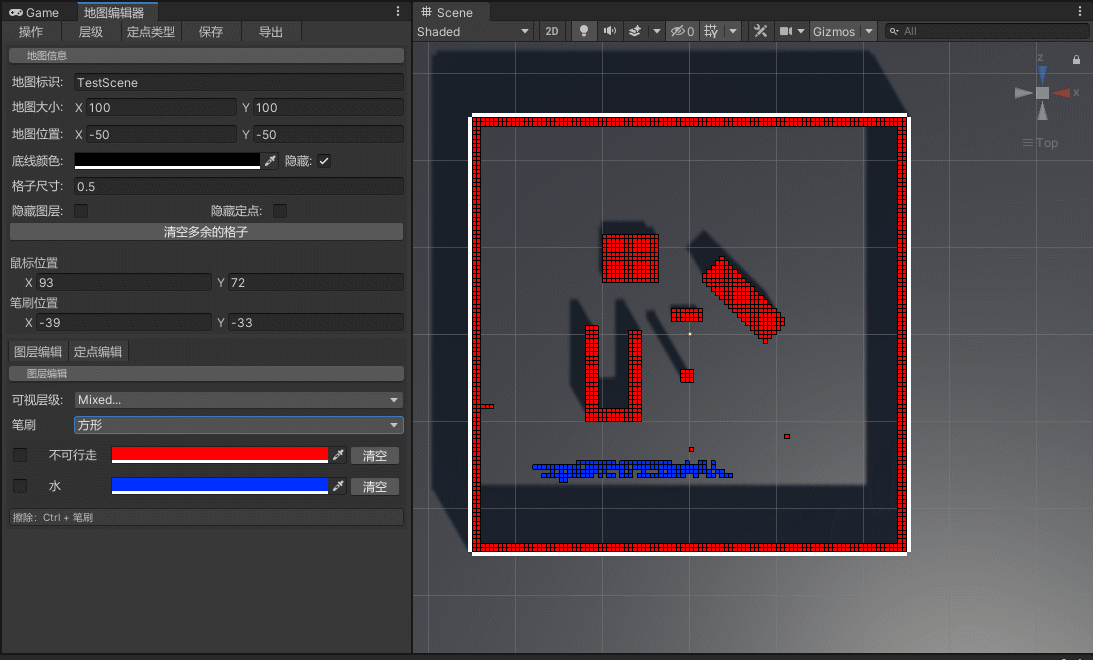 Game 地图编辑器
操作 层级 定点类型 保存 导出
地图信息
地图标识: TestScene
地图大小: X 100 Y 100
地图位置: X -50 Y -50
底线颜色: 隐藏:
格子尺寸: 0.5
隐藏图层: 隐藏定点:
清空多余的格子
鼠标位置
X 93 Y 72
笔刷位置
X -39 Y -33
图层编辑 定点编辑
图层编辑
可视层级: Mixed...
笔刷 方形
不可行走 清空
水 清空
擦除: Ctrl + 笔刷
Scene
Shaded 2D 0 Gizmos All
z
x
Top